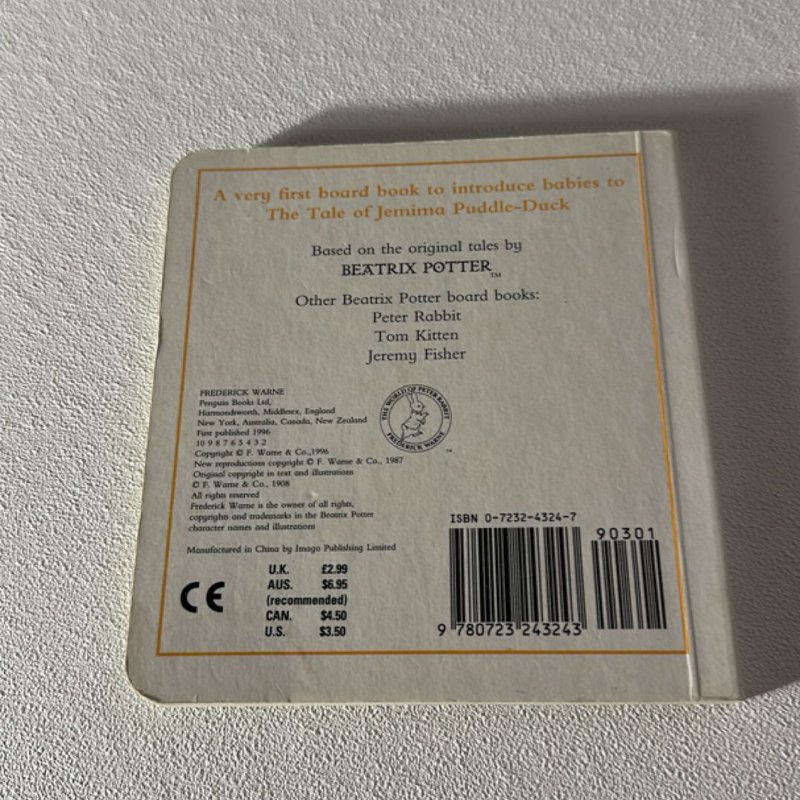 A very first board book to introduce babies to
The Tale of Jemima Puddle-Duck
Based on the original tales by
BEATRIX POTTER™
Other Beatrix Potter board books:
Peter Rabbit
Tom Kitten
Jeremy Fisher
FREDERICK WARNE
Penguin Books Ltd,
Harmondsworth, Middlesex, England
New York, Australia, Canada, New Zealand
First published 1996
10 9 8 7 6 5 4 3 2
Copyright © F. Warne & Co.,1996
New reproductions copyright © F. Warne & Co., 1987
Original copyright in text and illustrations
© F. Warne & Co., 1908
All rights reserved
Frederick Warne is the owner of all rights,
copyrights and trademarks in the Beatrix Potter
character names and illustrations
THE WORLD OF PETER RABBIT
FREDERICK WARNE
™
Manufactured in China by Imago Publishing Limited
CE
U.K. £2.99
AUS. $6.95
(recommended)
CAN. $4.50
U.S. $3.50
ISBN 0-7232-4324-7
90301
9 780723 243243